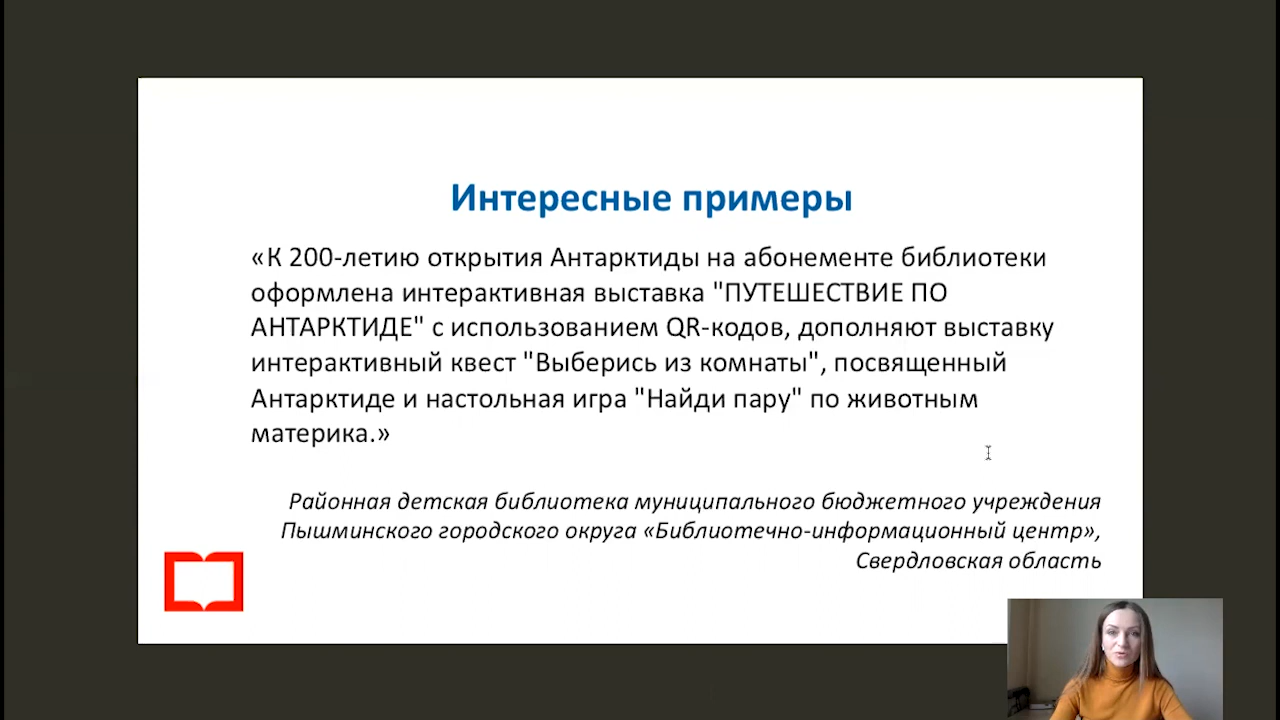 Интересные примеры
«К 200-летию открытия Антарктиды на абонементе библиотеки
оформлена интерактивная выставка "ПУТЕШЕСТВИЕ ПО
АНТАРКТИДЕ" с использованием QR-кодов, дополняют выставку
интерактивный квест "Выберись из комнаты", посвященный
Антарктиде и настольная игра "Найди пару" по животным
материка.»
Районная детская библиотека муниципального бюджетного учреждения
Пышминского городского округа «Библиотечно-информационный центр»,
Свердловская область